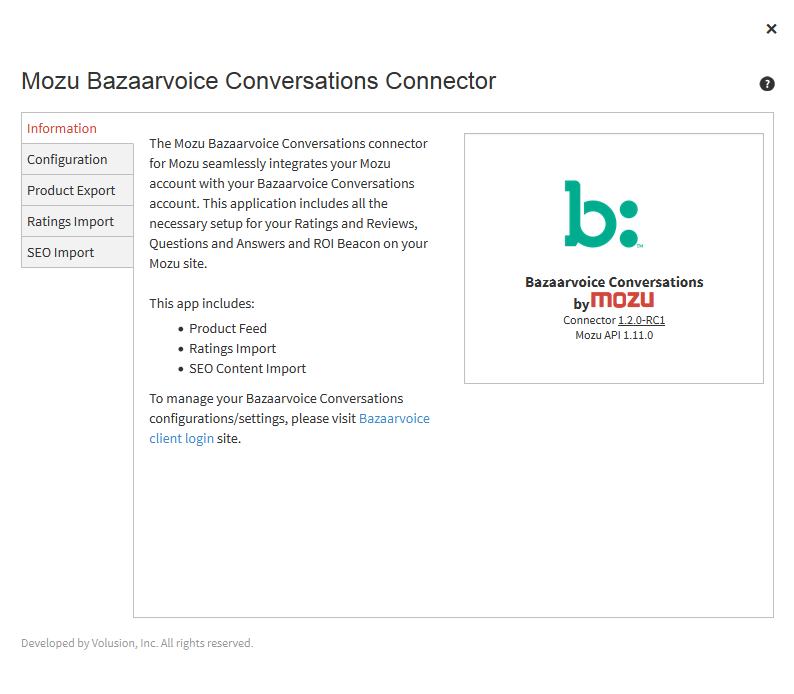 ×
Mozu Bazaarvoice Conversations Connector
?
Information
Configuration
Product Export
Ratings Import
SEO Import
The Mozu Bazaarvoice Conversations connector
for Mozu seamlessly integrates your Mozu
account with your Bazaarvoice Conversations
account. This application includes all the
necessary setup for your Ratings and Reviews,
Questions and Answers and ROI Beacon on your
Mozu site.
This app includes:
• Product Feed
• Ratings Import
• SEO Content Import
To manage your Bazaarvoice Conversations
configurations/settings, please visit Bazaarvoice
client login site.
b:™
Bazaarvoice Conversations
by mozu
Connector 1.2.0-RC1
Mozu API 1.11.0
Developed by Volusion, Inc. All rights reserved.